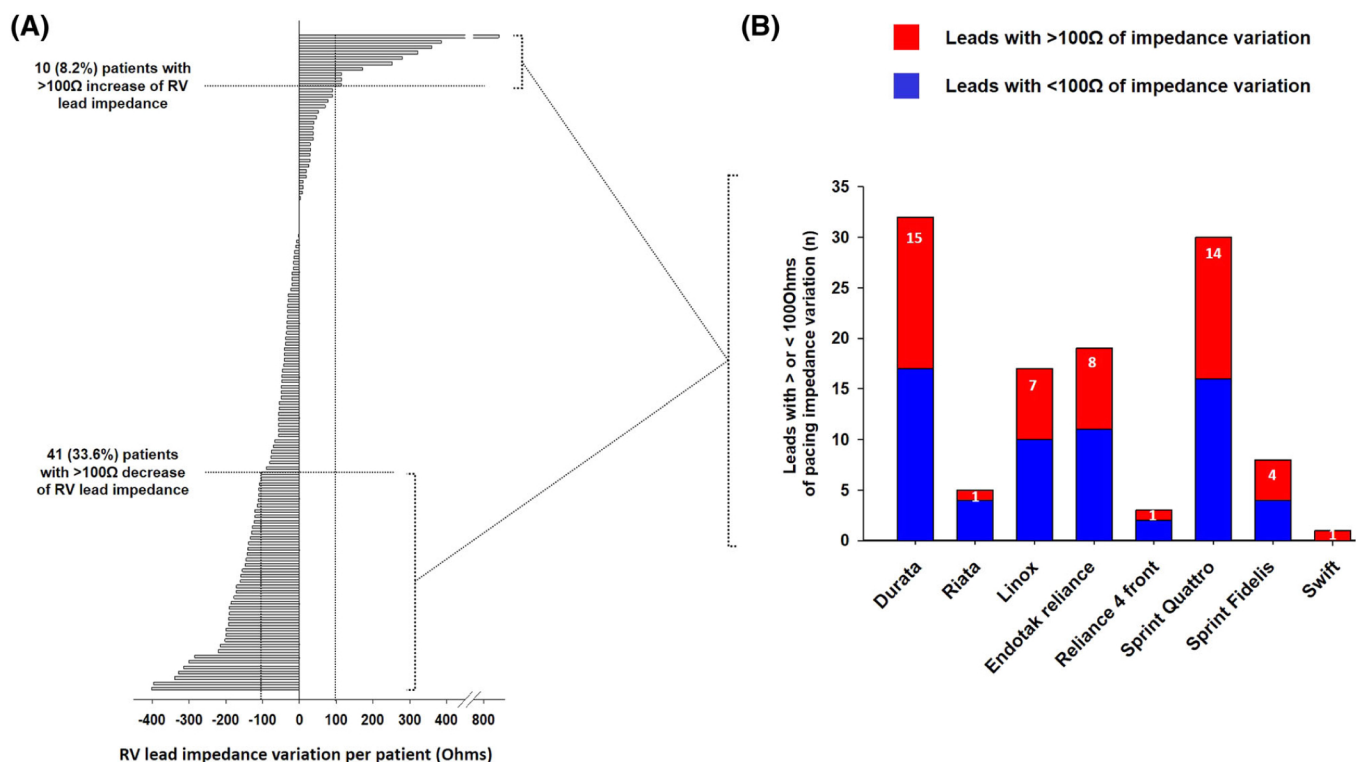 (A)
10 (8.2%) patients with
>100Ω increase of RV
lead impedance
41 (33.6%) patients
with >100Ω decrease
of RV lead impedance
-400 -300 -200 -100 0 100 200 300 400 800
RV lead impedance variation per patient (Ohms)
(B)
Leads with >100Ω of impedance variation
Leads with <100Ω of impedance variation
Leads with > or < 100Ohms
of pacing impedance variation (n)
35
30
25
20
15
10
5
0
15
1
7
8
1
14
4
1
Durata
Riata
Linox
Endotak reliance
Reliance 4 front
Sprint Quattro
Sprint Fidelis
Swift